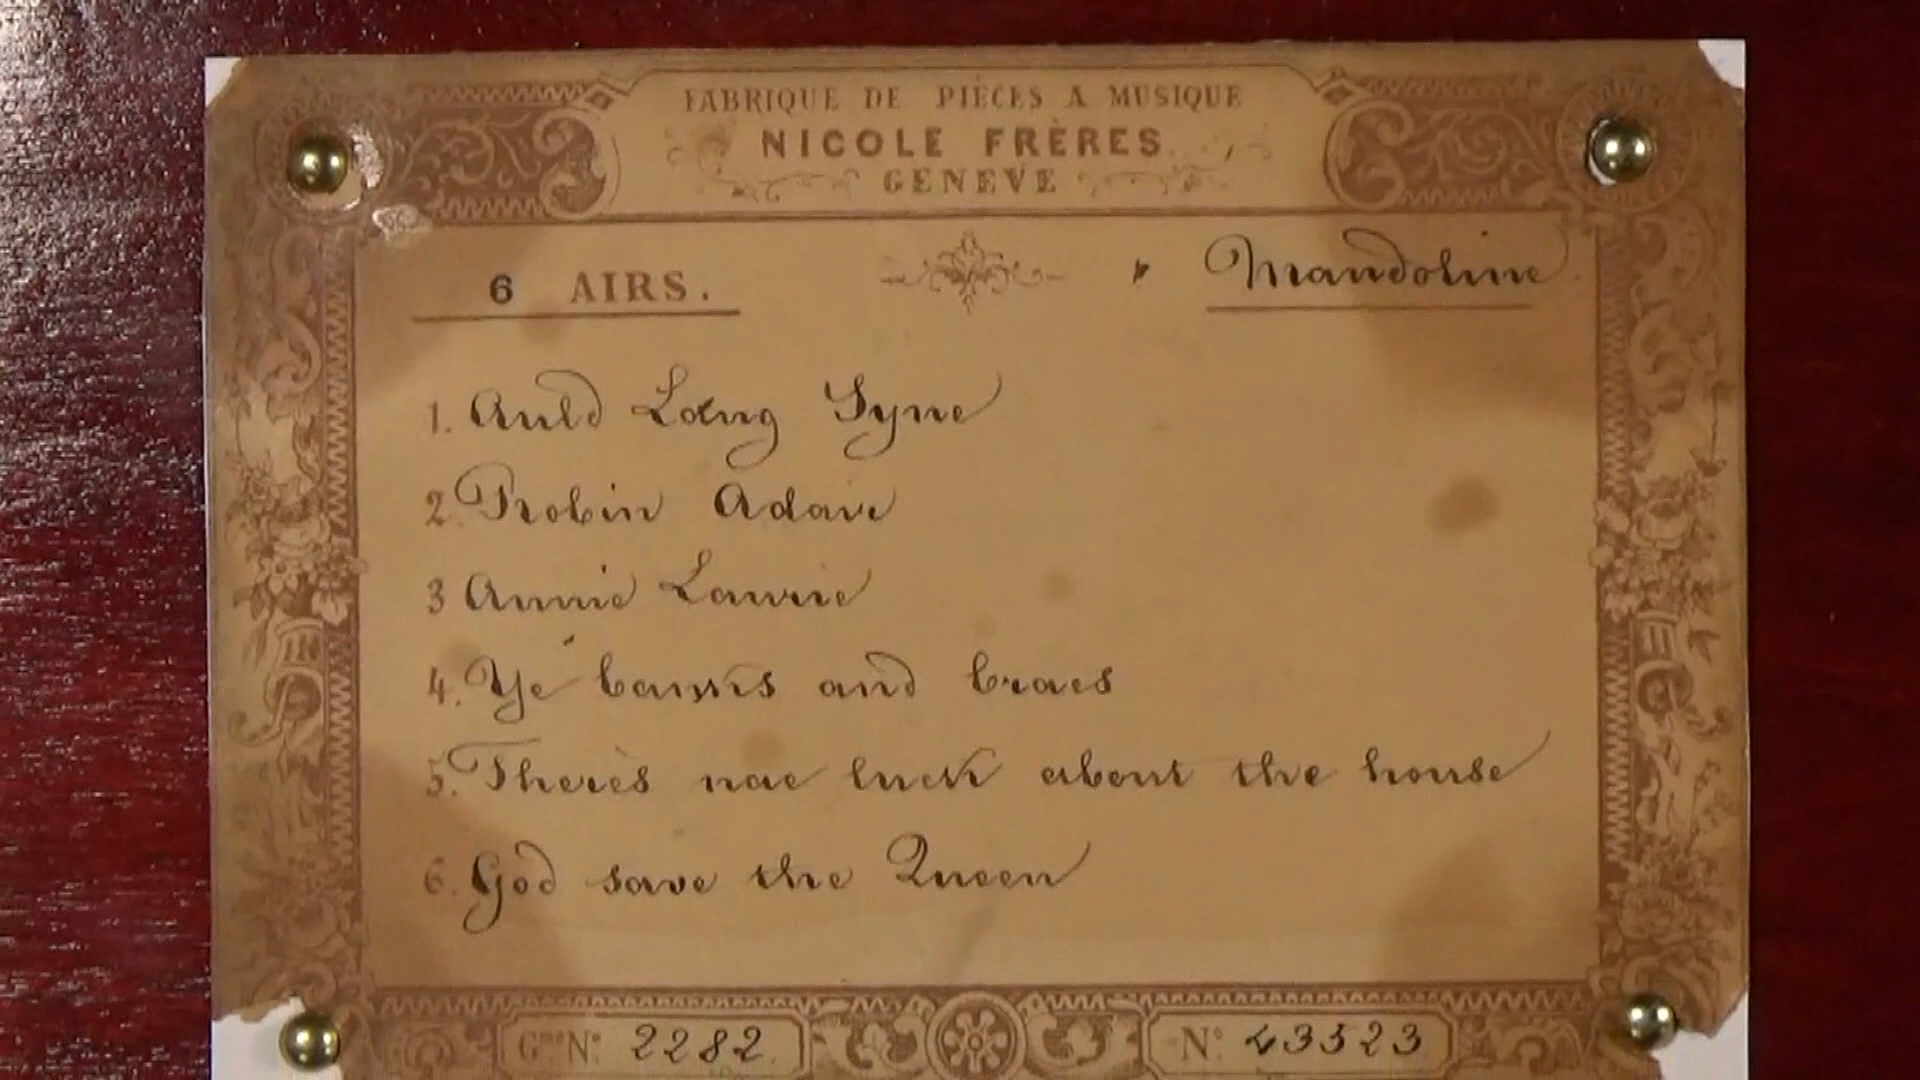 FABRIQUE DE PIÈCES A MUSIQUE
NICOLE FRÈRES
GENÈVE
6 AIRS. Mandoline
1. Auld Lang Syne
2. Robin Adair
3 Annie Laurie
4. Ye banks and braes
5. There's nae luck about the house
6. God save the Queen
Gme No: 2282 No: 43323